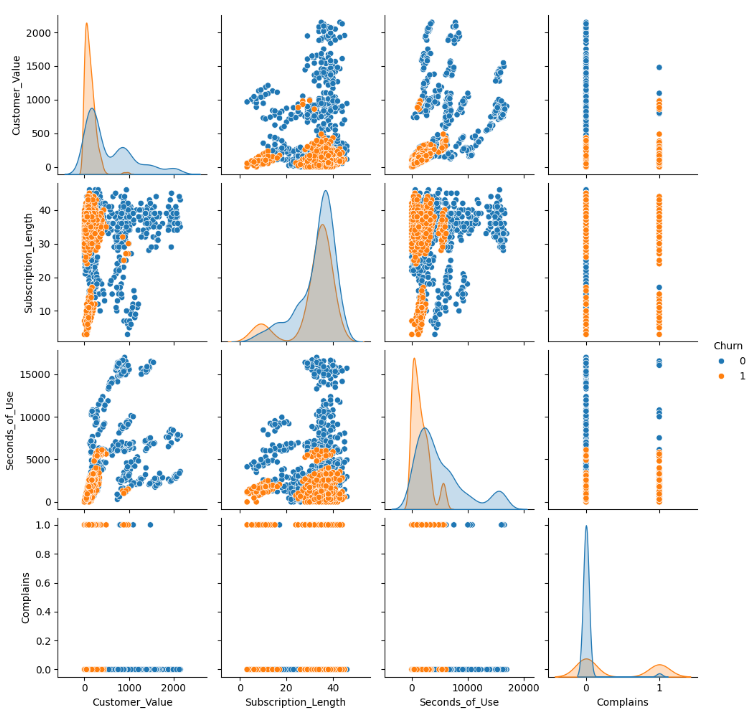 Customer_Value
2000
1500
1000
500
0
Subscription_Length
40
30
20
10
Churn
0
1
Seconds_of_Use
15000
10000
5000
0
Complains
1.0
0.8
0.6
0.4
0.2
0.0
0 1000 2000
0 20 40
0 10000 20000
0 1
Customer_Value
Subscription_Length
Seconds_of_Use
Complains